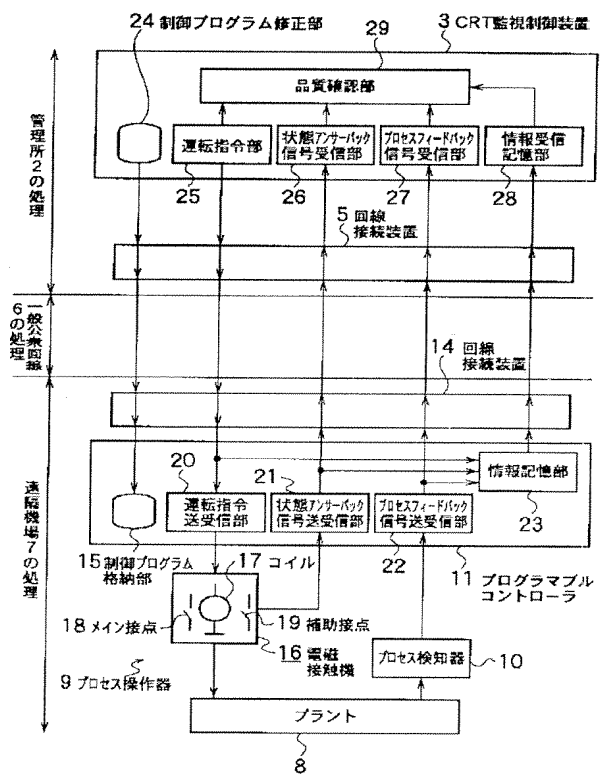 24 制御プログラム修正部
29
3 CRT監視制御装置
品質確認部
運転指令部
状態アンサーバック
信号受信部
プロセスフィードバック
信号受信部
情報受信
記憶部
25
26
27
28
管理所2の処理
5 回線
接続装置
一般公衆回線
6の処理
14 回線
接続装置
遠隔機場7の処理
20
運転指令
送受信部
21
状態アンサーバック
信号送受信部
プロセスフィードバック
信号送受信部
22
情報記憶部
23
15 制御プログラム
格納部
17 コイル
11 プログラマブル
コントローラ
18 メイン接点
19 補助接点
16 電磁
接触機
プロセス検知器
10
9 プロセス操作器
プラント
8